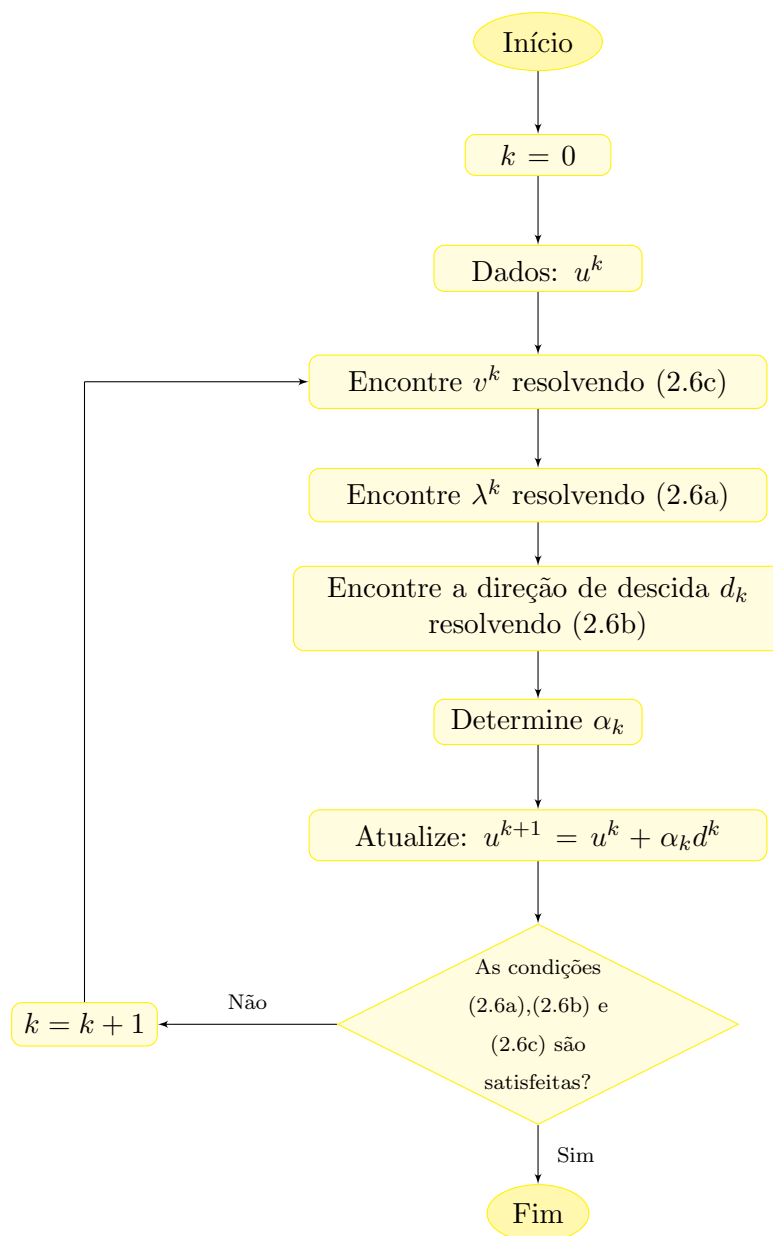 Início
k = 0
Dados: u^k
Encontre v^k resolvendo (2.6c)
Encontre λ^k resolvendo (2.6a)
Encontre a direção de descida d_k
resolvendo (2.6b)
Determine α_k
Atualize: u^{k+1} = u^k + α_k d^k
As condições
(2.6a),(2.6b) e
(2.6c) são
satisfeitas?
Não
k = k + 1
Sim
Fim